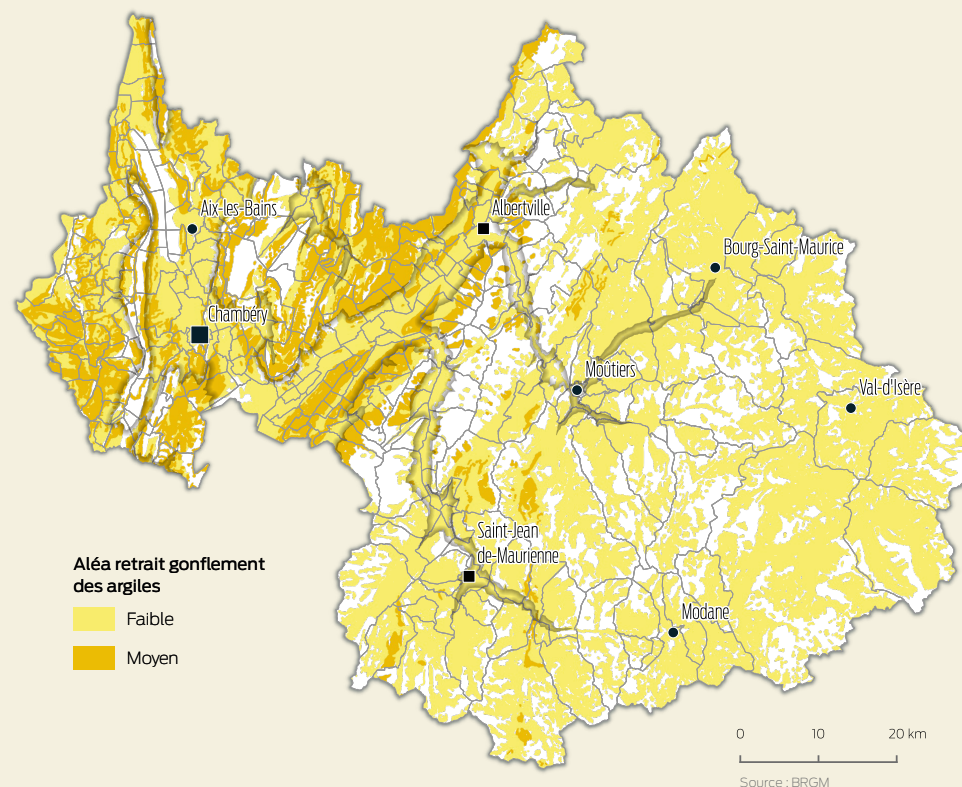 Aix-les-Bains
Albertville
Bourg-Saint-Maurice
Chambéry
Moûtiers
Val-d'Isère
Saint-Jean
de-Maurienne
Modane
Aléa retrait gonflement
des argiles
Faible
Moyen
0 10 20 km
Source : BRGM